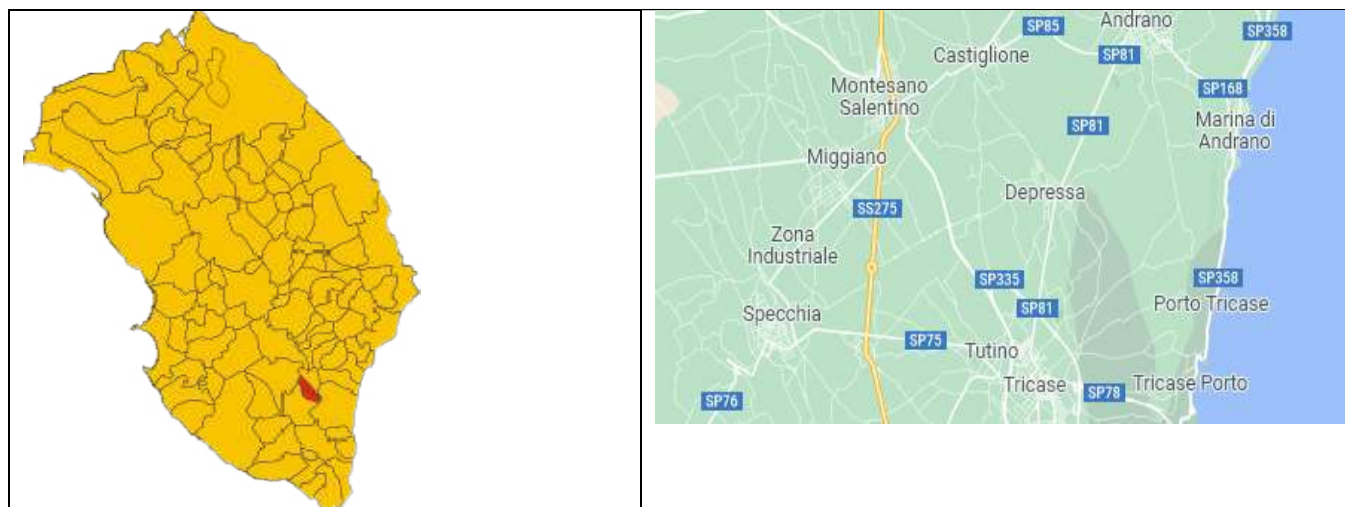 SP85
Andrano
SP358
Castiglione
SP81
Montesano
Salentino
SP168
SP81
Marina di
Andrano
Miggiano
Depressa
SS275
Zona
Industriale
SP335
SP358
Porto Tricase
SP81
Specchia
SP75
Tutino
Tricase
SP78
Tricase Porto
SP76